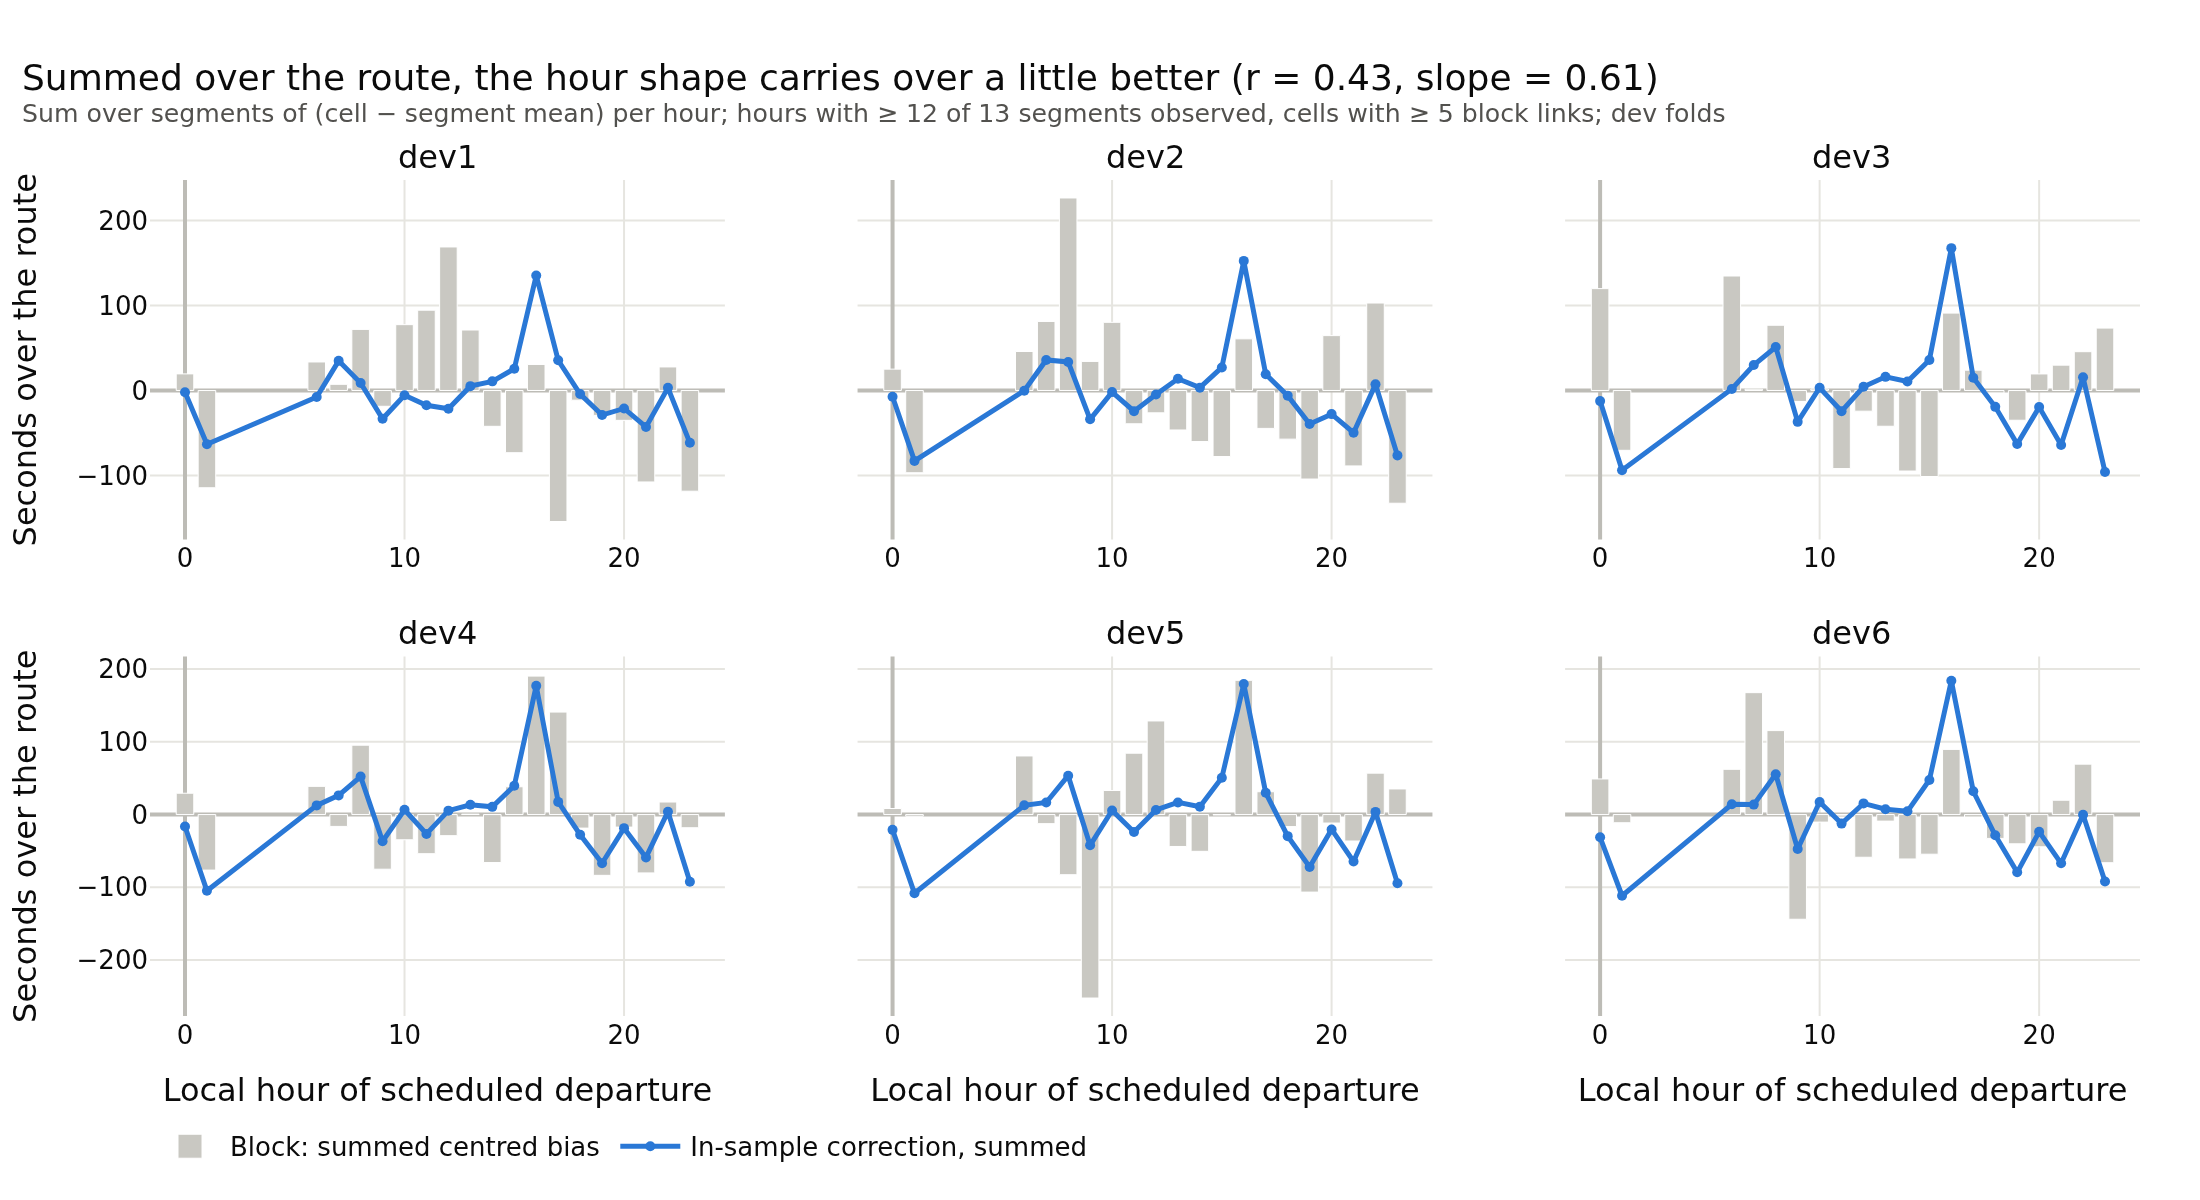 Summed over the route, the hour shape carries over a little better (r = 0.43, slope = 0.61)
Sum over segments of (cell − segment mean) per hour; hours with ≥ 12 of 13 segments observed, cells with ≥ 5 block links; dev folds
dev1
dev2
dev3
Seconds over the route
200
100
0
−100
0 10 20
0 10 20
0 10 20
dev4
dev5
dev6
Seconds over the route
200
100
0
−100
−200
0 10 20
0 10 20
0 10 20
Local hour of scheduled departure
Local hour of scheduled departure
Local hour of scheduled departure
Block: summed centred bias
In-sample correction, summed